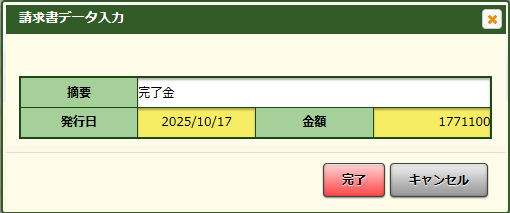 請求書データ入力
摘要 完了金
発行日 2025/10/17 金額 1771100
完了 キャンセル